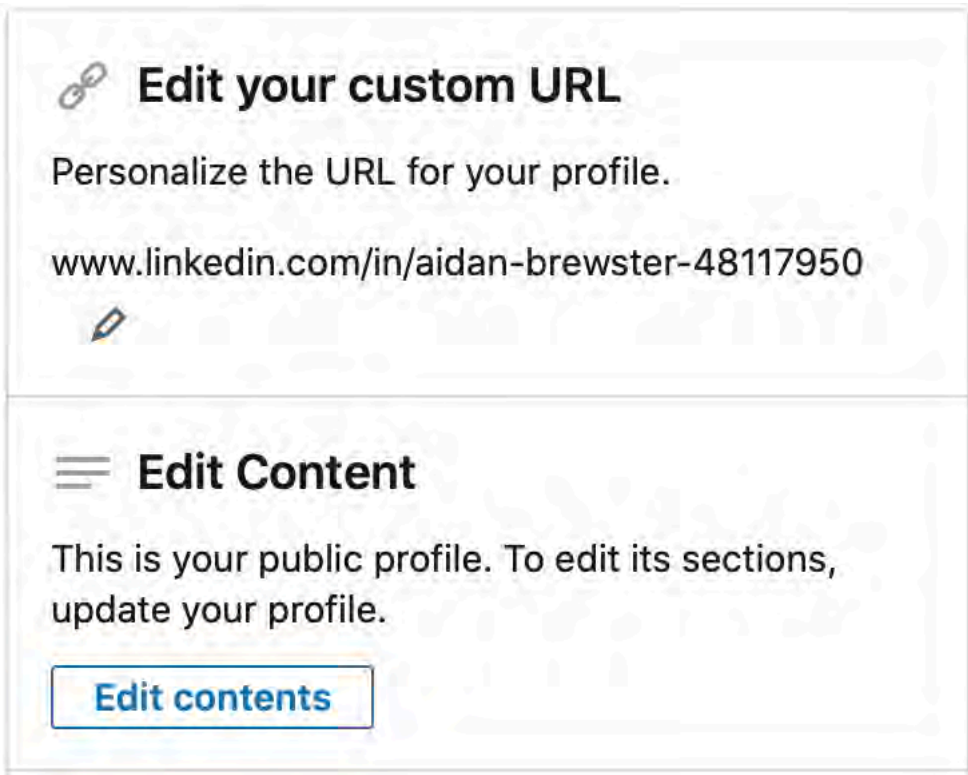 Edit your custom URL
Personalize the URL for your profile.
www.linkedin.com/in/aidan-brewster-48117950
Edit Content
This is your public profile. To edit its sections,
update your profile.
Edit contents